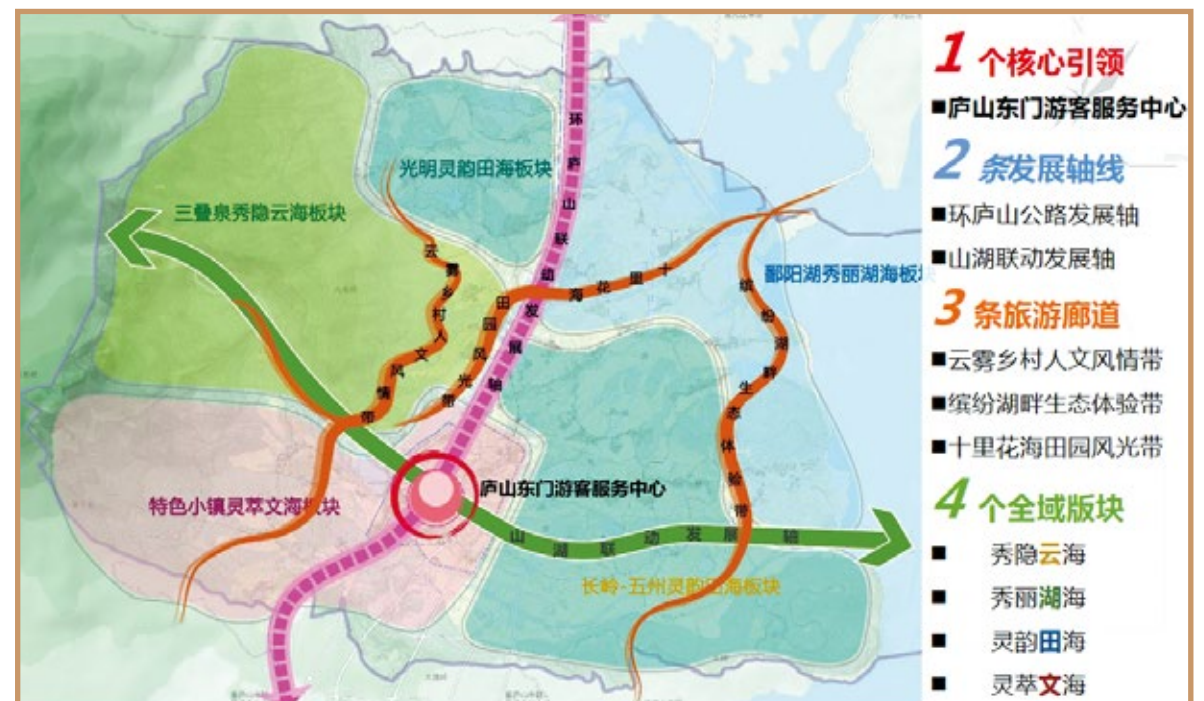 光明灵韵田海板块
三叠泉秀隐云海板块
鄱阳湖秀丽湖海板块
特色小镇灵萃文海板块
庐山东门游客服务中心
长岭-五州灵韵田海板块
环庐山联动发展轴
山湖联动发展轴
云雾乡村人文风情带
十里花海田园风光带
缤纷湖畔生态体验带
1个核心引领
■庐山东门游客服务中心
2条发展轴线
■环庐山公路发展轴
■山湖联动发展轴
3条旅游廊道
■云雾乡村人文风情带
■缤纷湖畔生态体验带
■十里花海田园风光带
4个全域版块
■ 秀隐云海
■ 秀丽湖海
■ 灵韵田海
■ 灵萃文海